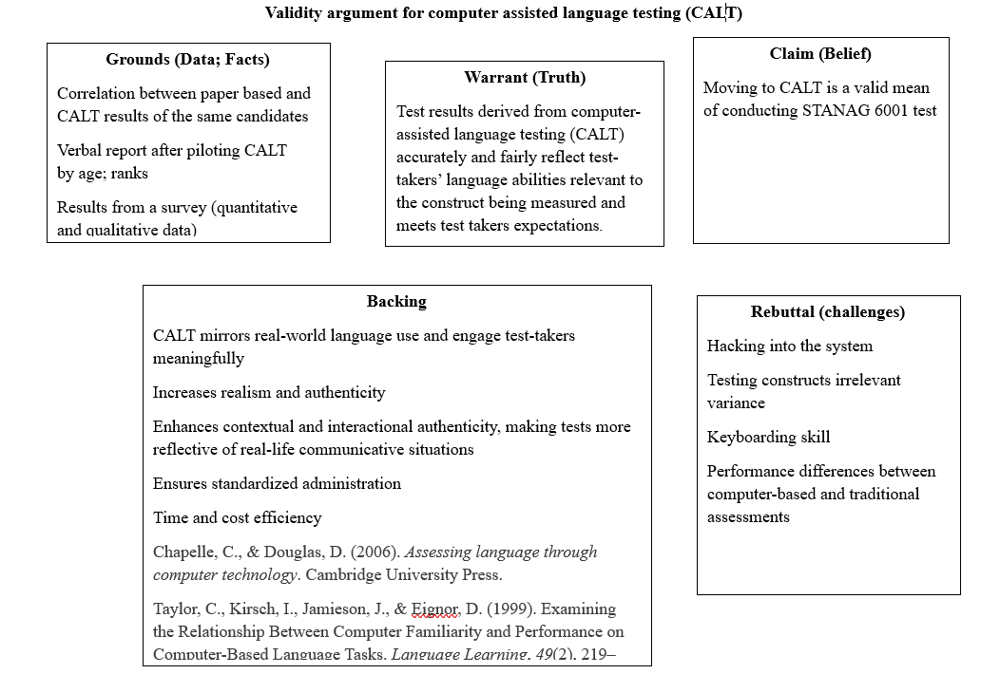 Validity argument for computer assisted language testing (CALT)
Grounds (Data; Facts)
Correlation between paper based and
CALT results of the same candidates
Verbal report after piloting CALT
by age; ranks
Results from a survey (quantitative
and qualitative data)
Warrant (Truth)
Test results derived from computer-
assisted language testing (CALT)
accurately and fairly reflect test-
takers’ language abilities relevant to
the construct being measured and
meets test takers expectations.
Claim (Belief)
Moving to CALT is a valid mean
of conducting STANAG 6001 test
Backing
CALT mirrors real-world language use and engage test-takers
meaningfully
Increases realism and authenticity
Enhances contextual and interactional authenticity, making tests more
reflective of real-life communicative situations
Ensures standardized administration
Time and cost efficiency
Chapelle, C., & Douglas, D. (2006). Assessing language through
computer technology. Cambridge University Press.
Taylor, C., Kirsch, I., Jamieson, J., & Eignor, D. (1999). Examining
the Relationship Between Computer Familiarity and Performance on
Computer-Based Language Tasks. Language Learning, 49(2), 219–
Rebuttal (challenges)
Hacking into the system
Testing constructs irrelevant
variance
Keyboarding skill
Performance differences between
computer-based and traditional
assessments